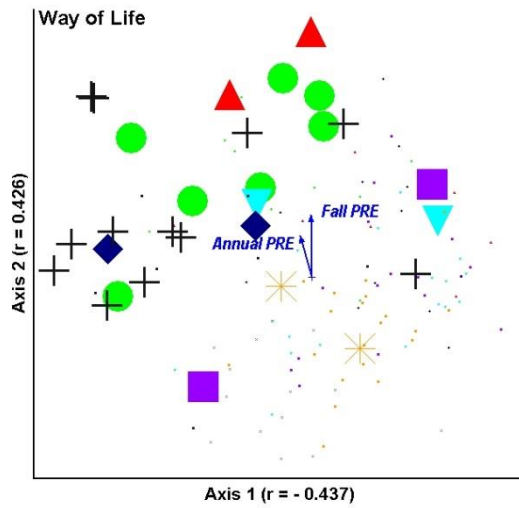 Way of Life
Fall PRE
Annual PRE
Axis 2 (r = 0.426)
Axis 1 (r = - 0.437)